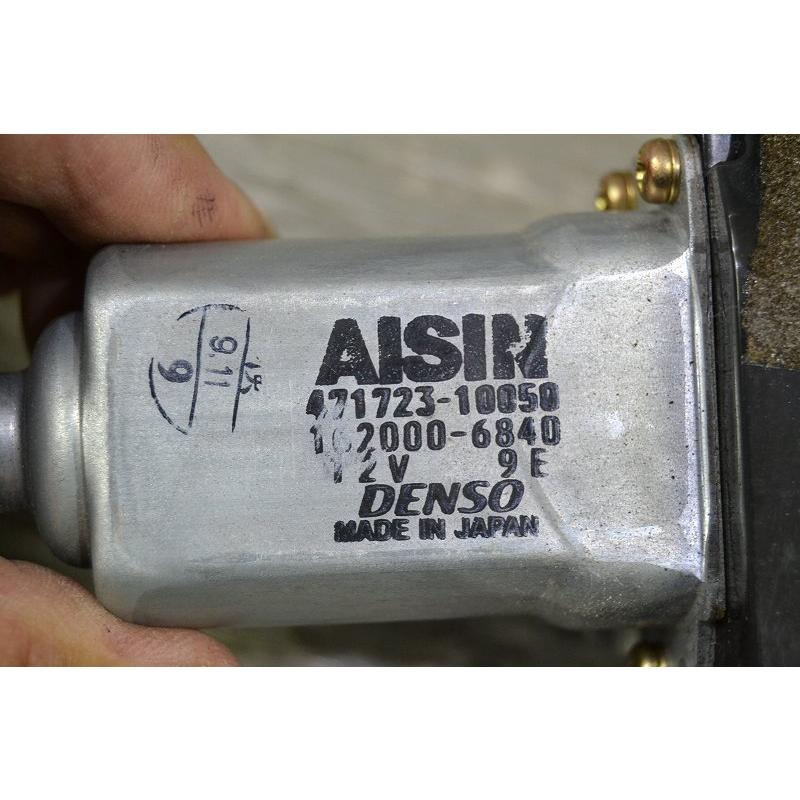 AISIN
471723-10050
2000-6840
12V 9E
DENSO
MADE IN JAPAN
9.11
9